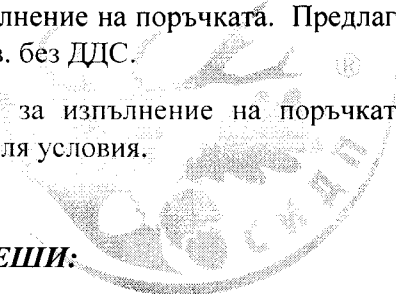 лнение на поръчката. Предлаг
в. без ДДС.
за изпълнение на поръчкат
ля условия.
ЕШИ: